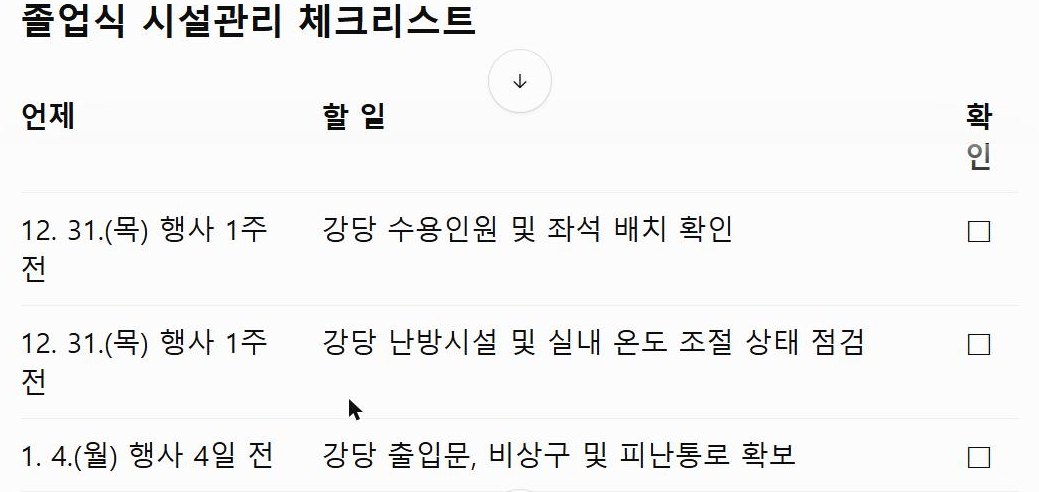 졸업식 시설관리 체크리스트
언제 할 일 확
인
12. 31.(목) 행사 1주 강당 수용인원 및 좌석 배치 확인 □
전
12. 31.(목) 행사 1주 강당 난방시설 및 실내 온도 조절 상태 점검 □
전
1. 4.(월) 행사 4일 전 강당 출입문, 비상구 및 피난통로 확보 □